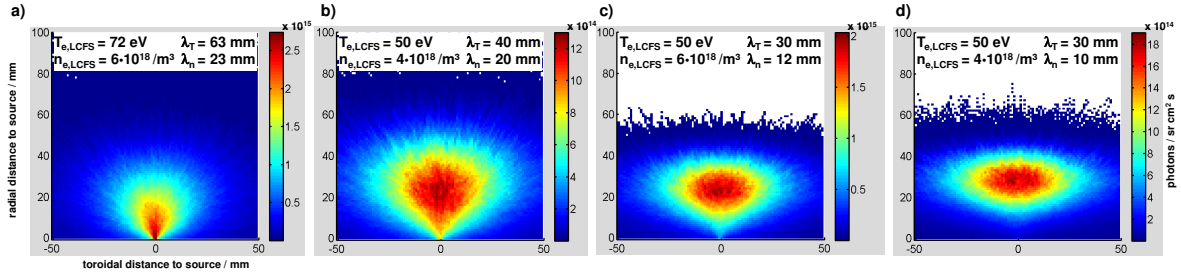 a)
T_e,LCFS = 72 eV λ_T = 63 mm
n_e,LCFS = 6·10^18 /m³ λ_n = 23 mm
x 10^15
2.5
2
1.5
1
0.5
100
80
60
40
20
0
-50 0 50
radial distance to source / mm
toroidal distance to source / mm
b)
T_e,LCFS = 50 eV λ_T = 40 mm
n_e,LCFS = 4·10^18 /m³ λ_n = 20 mm
x 10^14
12
10
8
6
4
2
100
80
60
40
20
0
-50 0 50
c)
T_e,LCFS = 50 eV λ_T = 30 mm
n_e,LCFS = 6·10^18 /m³ λ_n = 12 mm
x 10^15
2
1.5
1
0.5
100
80
60
40
20
0
-50 0 50
d)
T_e,LCFS = 50 eV λ_T = 30 mm
n_e,LCFS = 4·10^18 /m³ λ_n = 10 mm
x 10^14
18
16
14
12
10
8
6
4
2
100
80
60
40
20
0
-50 0 50
photons / sr cm² s